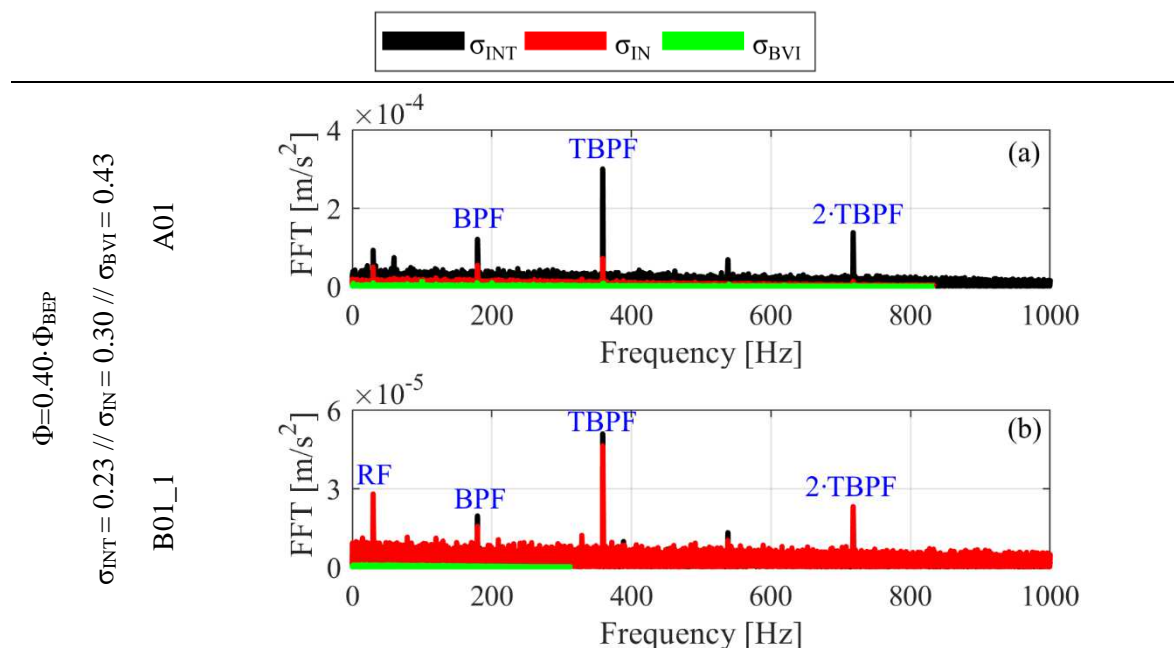 σINT σIN σBVI
Φ=0.40·ΦBEP
σINT = 0.23 // σIN = 0.30 // σBVI = 0.43
A01
×10⁻⁴
(a)
FFT [m/s²]
4
2
0
BPF
TBPF
2·TBPF
0 200 400 600 800 1000
Frequency [Hz]
B01_1
×10⁻⁵
(b)
FFT [m/s²]
6
3
0
RF
BPF
TBPF
2·TBPF
0 200 400 600 800 1000
Frequency [Hz]